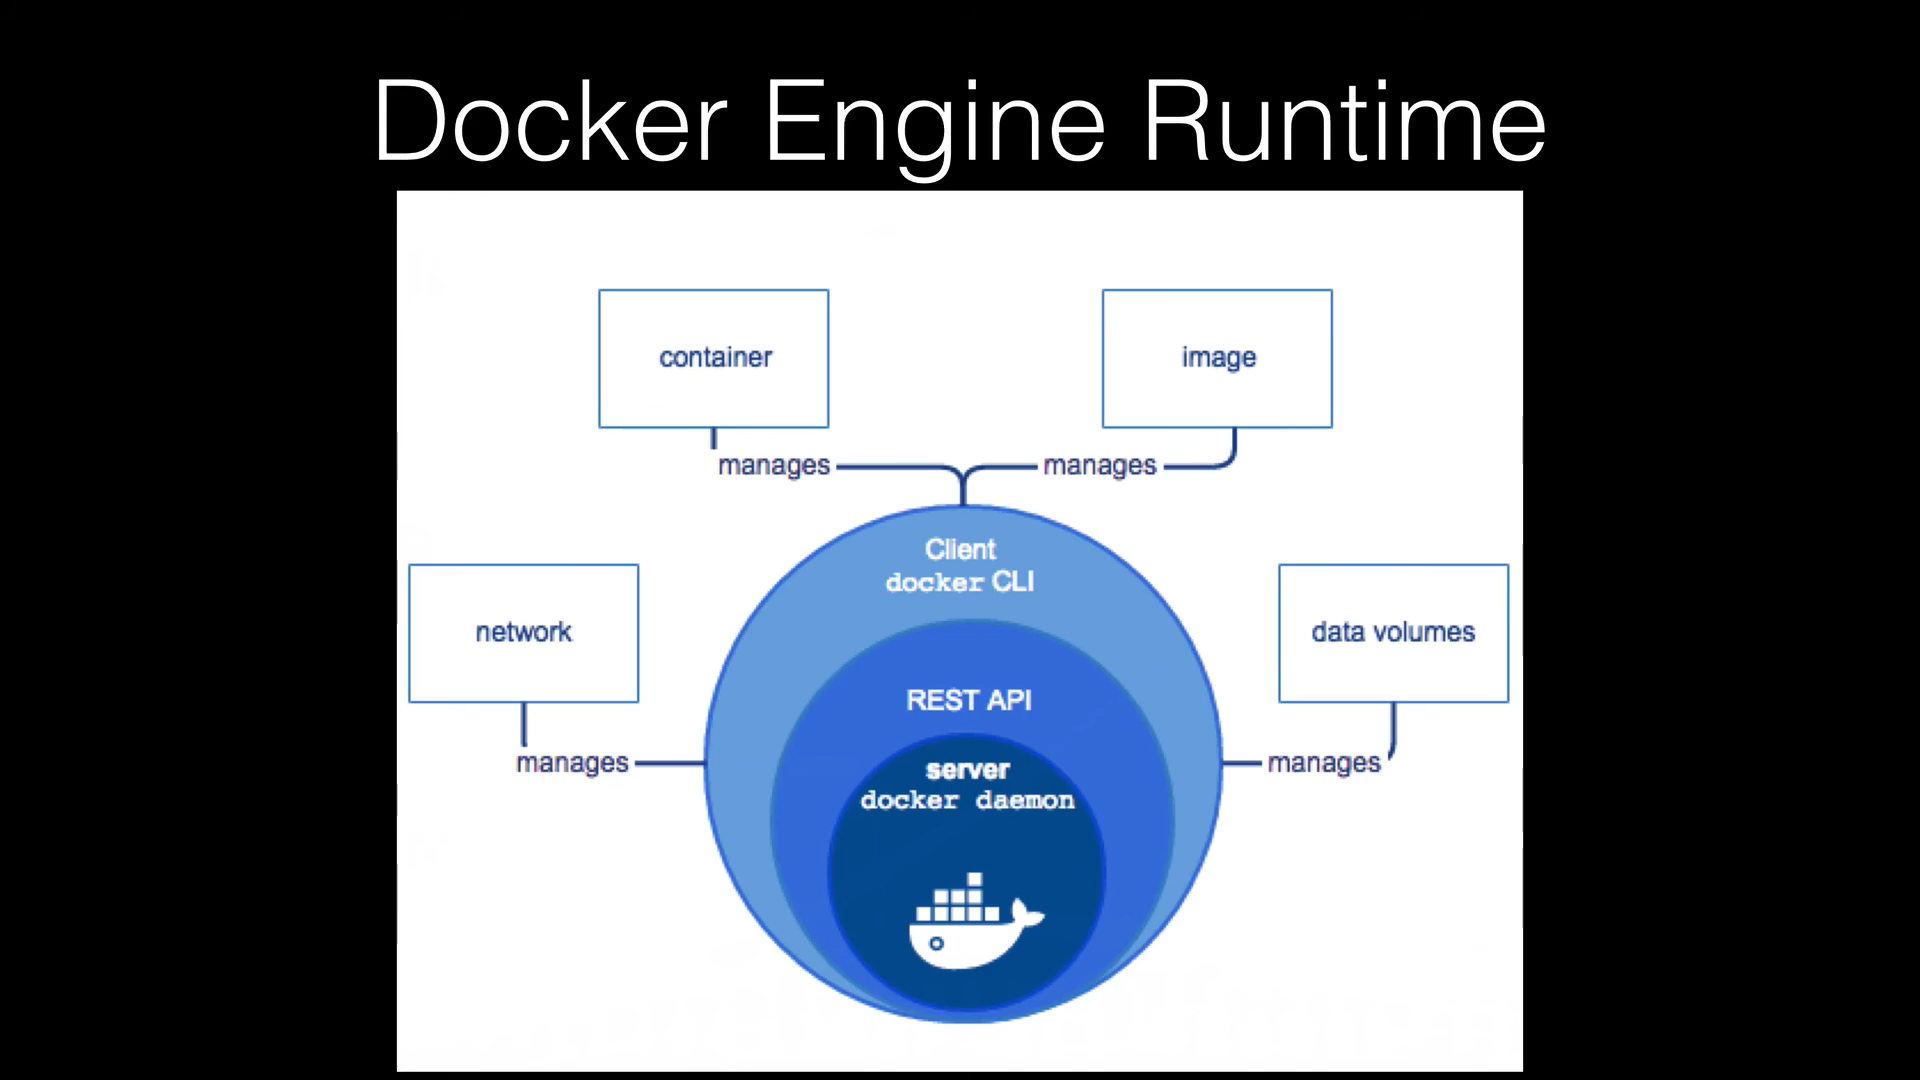 Docker Engine Runtime
container
image
manages
manages
Client
docker CLI
network
data volumes
REST API
manages
server
docker daemon
manages